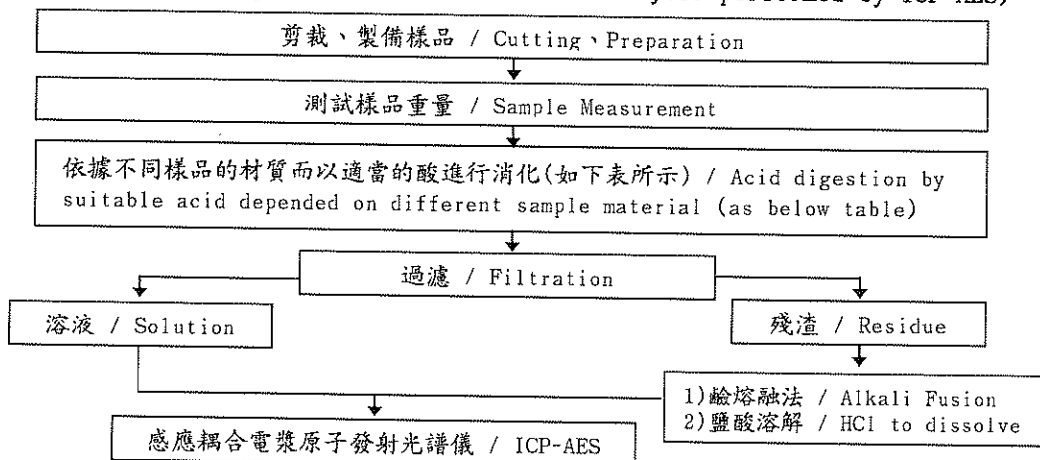 剪裁、製備樣品 / Cutting、Preparation
測試樣品重量 / Sample Measurement
依據不同樣品的材質而以適當的酸進行消化(如下表所示) / Acid digestion by
suitable acid depended on different sample material (as below table)
過濾 / Filtration
溶液 / Solution
殘渣 / Residue
1)鹼熔融法 / Alkali Fusion
2)鹽酸溶解 / HCl to dissolve
感應耦合電漿原子發射光譜儀 / ICP-AES